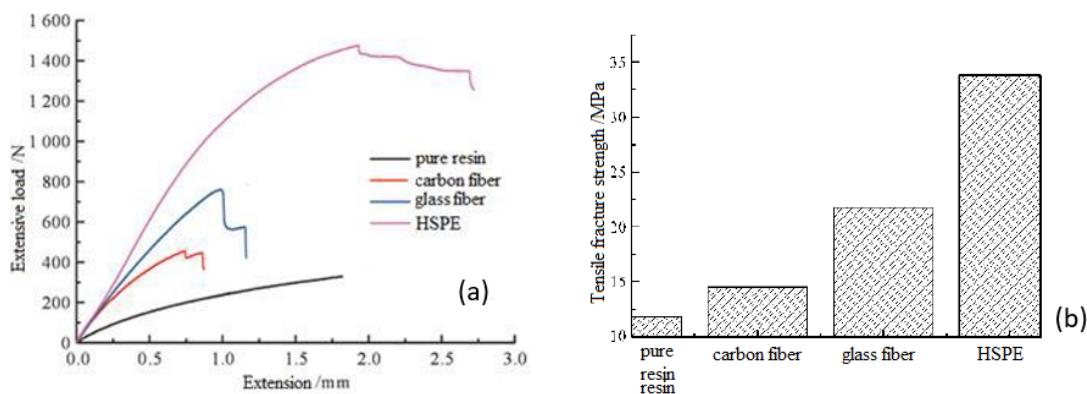 1 600
1 400
1 200
1 000
800
600
400
200
0
Extensive load /N
0.0 0.5 1.0 1.5 2.0 2.5 3.0
Extension /mm
pure resin
carbon fiber
glass fiber
HSPE
(a)
35
30
25
20
15
10
Tensile fracture strength /MPa
pure carbon fiber glass fiber HSPE
resin
resin
(b)